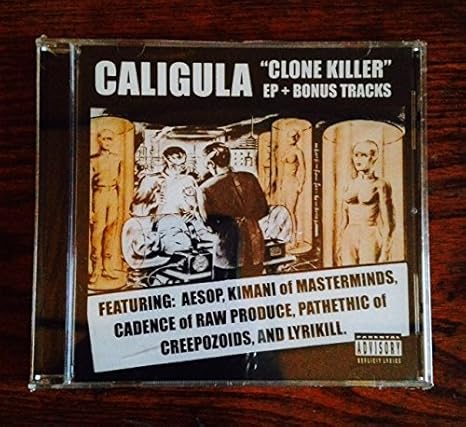 CALIGULA "CLONE KILLER"
EP + BONUS TRACKS
FEATURING: AESOP, KIMANI of MASTERMINDS,
CADENCE of RAW PRODUCE, PATHETHIC of
CREEPOZOIDS, AND LYRIKILL.
PARENTAL
ADVISORY
EXPLICIT LYRICS